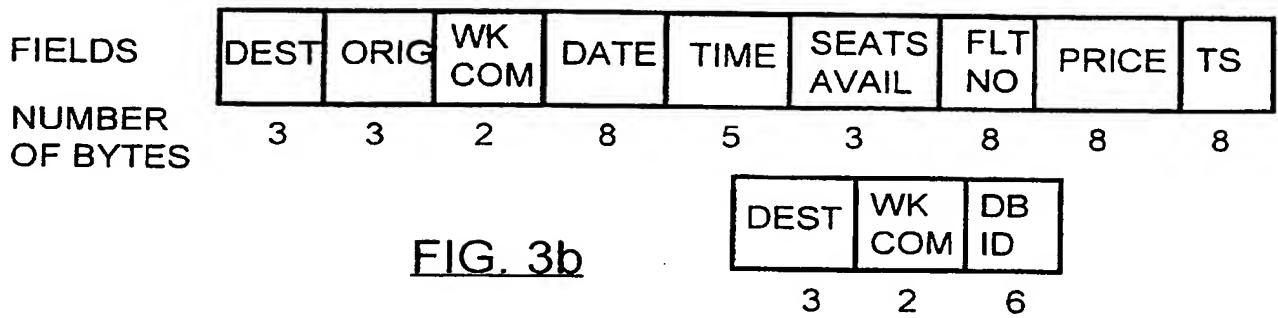 FIELDS DEST ORIG WK COM DATE TIME SEATS AVAIL FLT NO PRICE TS
NUMBER OF BYTES 3 3 2 8 5 3 8 8 8
DEST WK COM DB ID
3 2 6
FIG. 3b